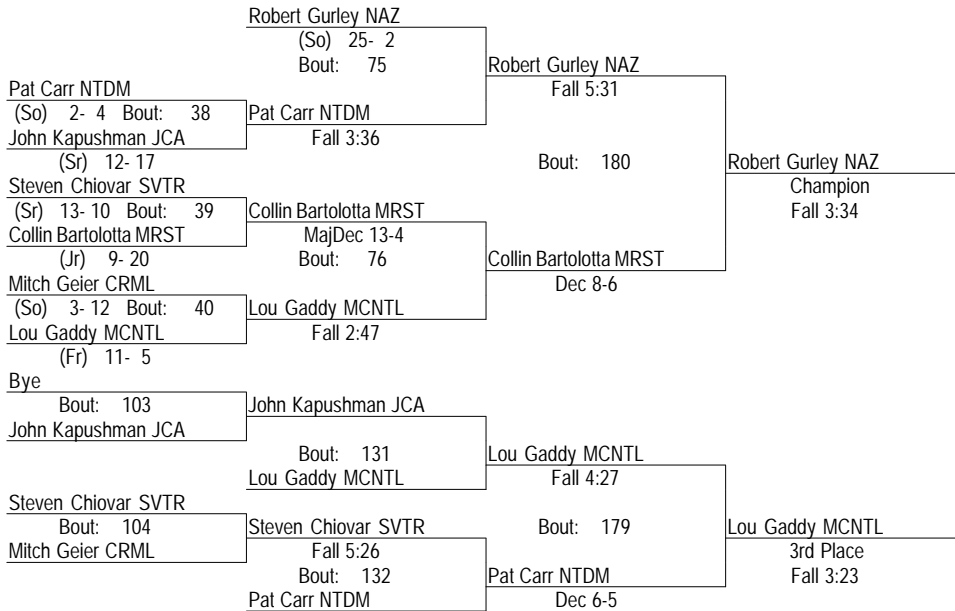 Robert Gurley NAZ
(So) 25- 2
Bout: 75
Robert Gurley NAZ
Pat Carr NTDM
Fall 5:31
(So) 2- 4 Bout: 38
Pat Carr NTDM
John Kapushman JCA
Fall 3:36
(Sr) 12- 17
Bout: 180
Robert Gurley NAZ
Steven Chiovar SVTR
Champion
(Sr) 13- 10 Bout: 39
Collin Bartolotta MRST
Fall 3:34
Collin Bartolotta MRST
MajDec 13-4
(Jr) 9- 20
Bout: 76
Collin Bartolotta MRST
Mitch Geier CRML
Dec 8-6
(So) 3- 12 Bout: 40
Lou Gaddy MCNTL
Lou Gaddy MCNTL
Fall 2:47
(Fr) 11- 5
Bye
Bout: 103
John Kapushman JCA
John Kapushman JCA
Bout: 131
Lou Gaddy MCNTL
Lou Gaddy MCNTL
Fall 4:27
Steven Chiovar SVTR
Bout: 104
Steven Chiovar SVTR
Bout: 179
Lou Gaddy MCNTL
Mitch Geier CRML
Fall 5:26
3rd Place
Bout: 132
Pat Carr NTDM
Fall 3:23
Pat Carr NTDM
Dec 6-5